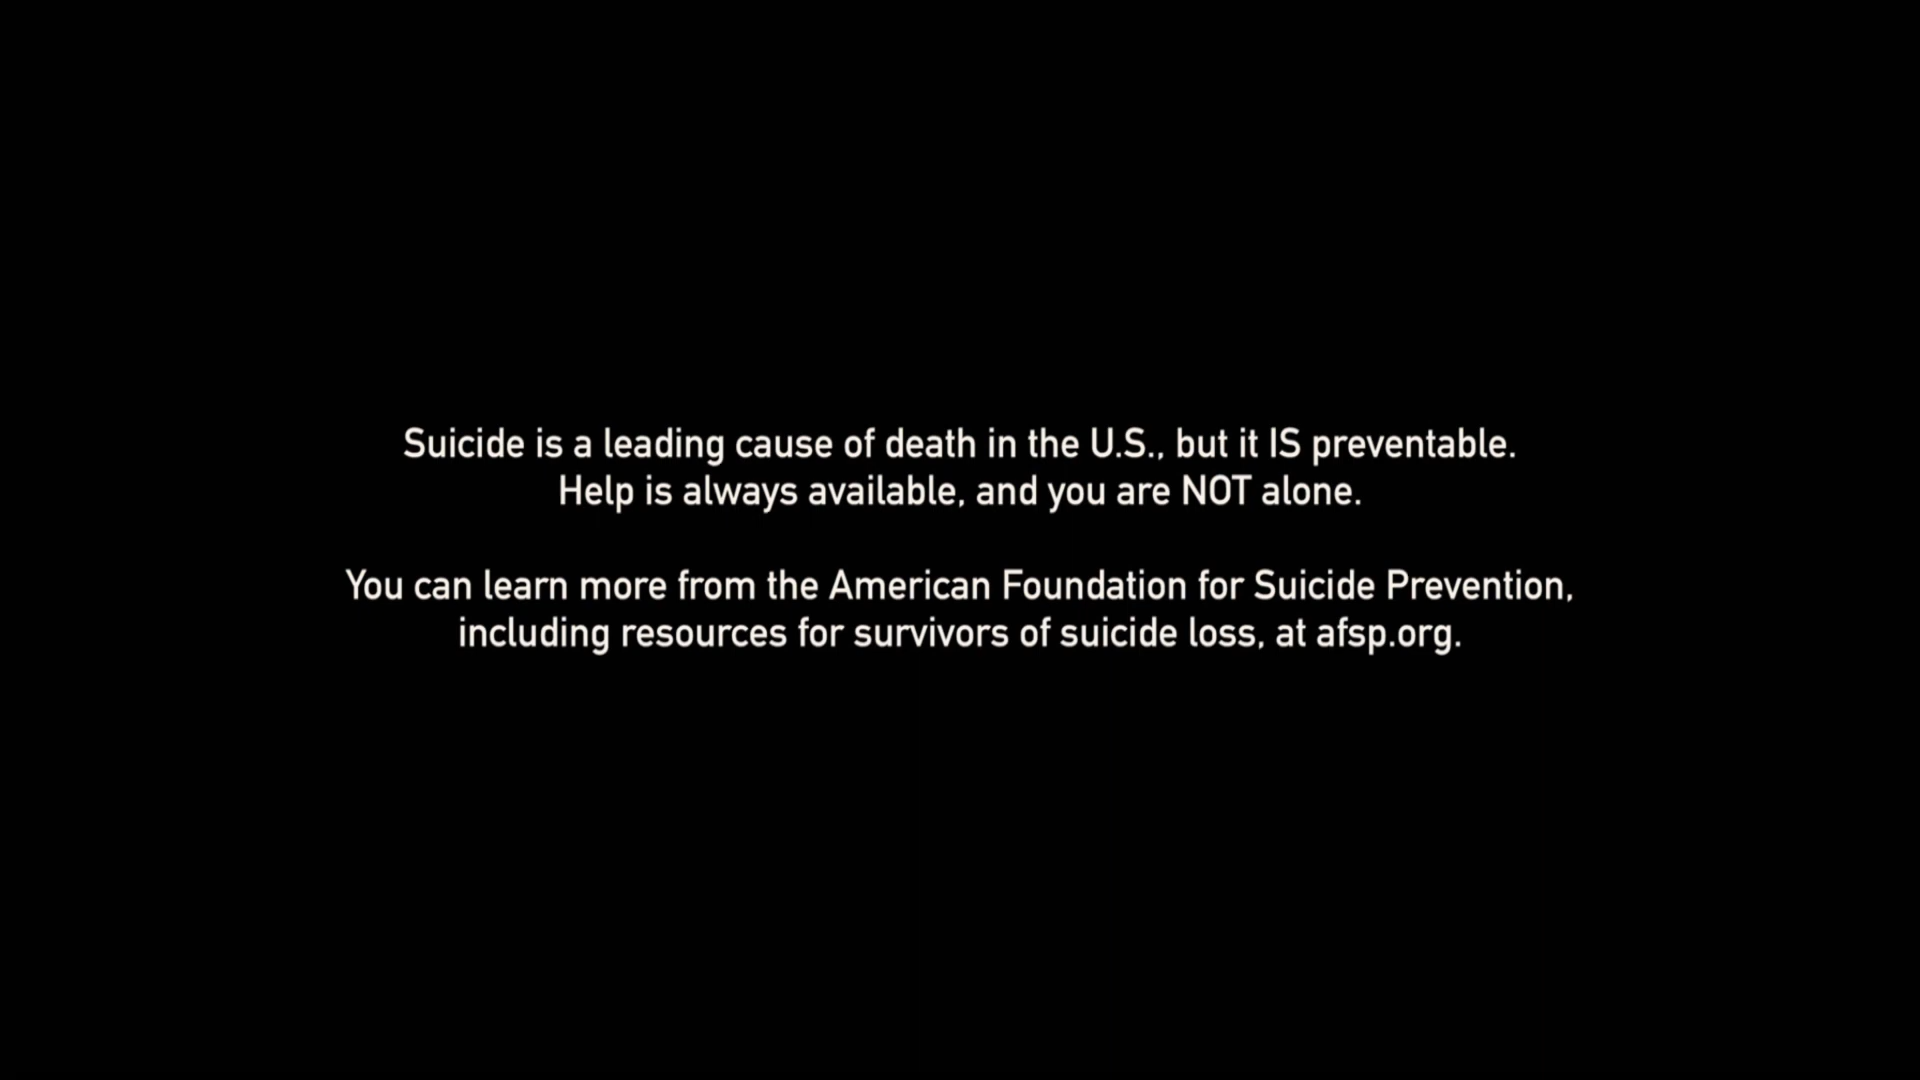 Suicide is a leading cause of death in the U.S., but it IS preventable.
Help is always available, and you are NOT alone.
You can learn more from the American Foundation for Suicide Prevention,
including resources for survivors of suicide loss, at afsp.org.